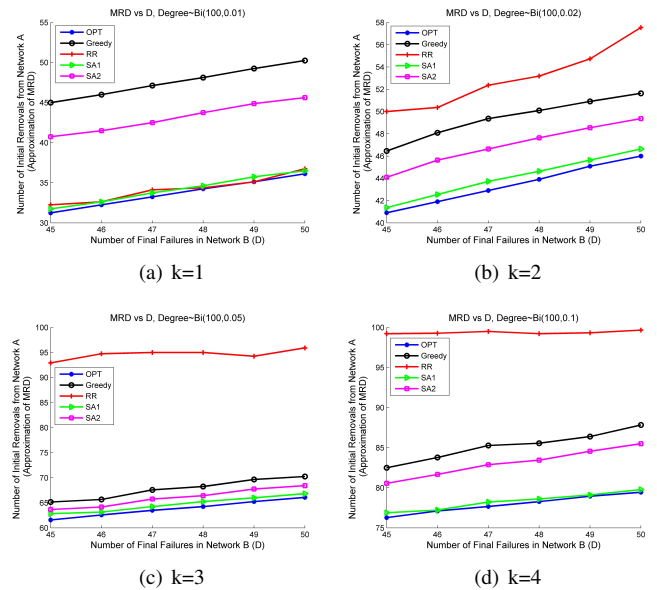 MRD vs D, Degree~Bi(100,0.01)
Number of Initial Removals from Network A
(Approximation of MRD)
55
50
45
40
35
30
OPT
Greedy
RR
SA1
SA2
45 46 47 48 49 50
Number of Final Failures in Network B (D)
(a) k=1
MRD vs D, Degree~Bi(100,0.02)
Number of Initial Removals from Network A
(Approximation of MRD)
58
56
54
52
50
48
46
44
42
40
OPT
Greedy
RR
SA1
SA2
45 46 47 48 49 50
Number of Final Failures in Network B (D)
(b) k=2
MRD vs D, Degree~Bi(100,0.05)
Number of Initial Removals from Network A
(Approximation of MRD)
100
95
90
85
80
75
70
65
60
OPT
Greedy
RR
SA1
SA2
45 46 47 48 49 50
Number of Final Failures in Network B (D)
(c) k=3
MRD vs D, Degree~Bi(100,0.1)
Number of Initial Removals from Network A
(Approximation of MRD)
100
95
90
85
80
75
OPT
Greedy
RR
SA1
SA2
45 46 47 48 49 50
Number of Final Failures in Network B (D)
(d) k=4